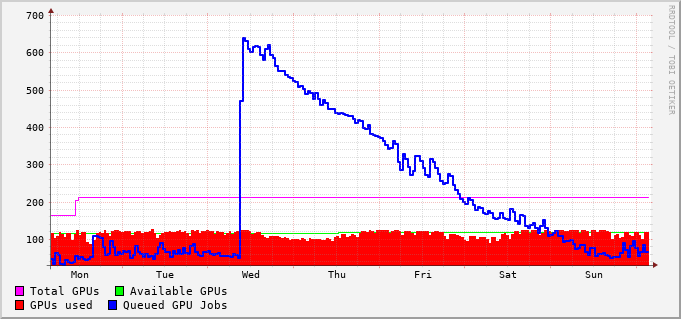 700
600
500
400
300
200
100
Mon Tue Wed Thu Fri Sat Sun
Total GPUs Available GPUs
GPUs used Queued GPU Jobs
RRDTOOL / TOBI OETIKER